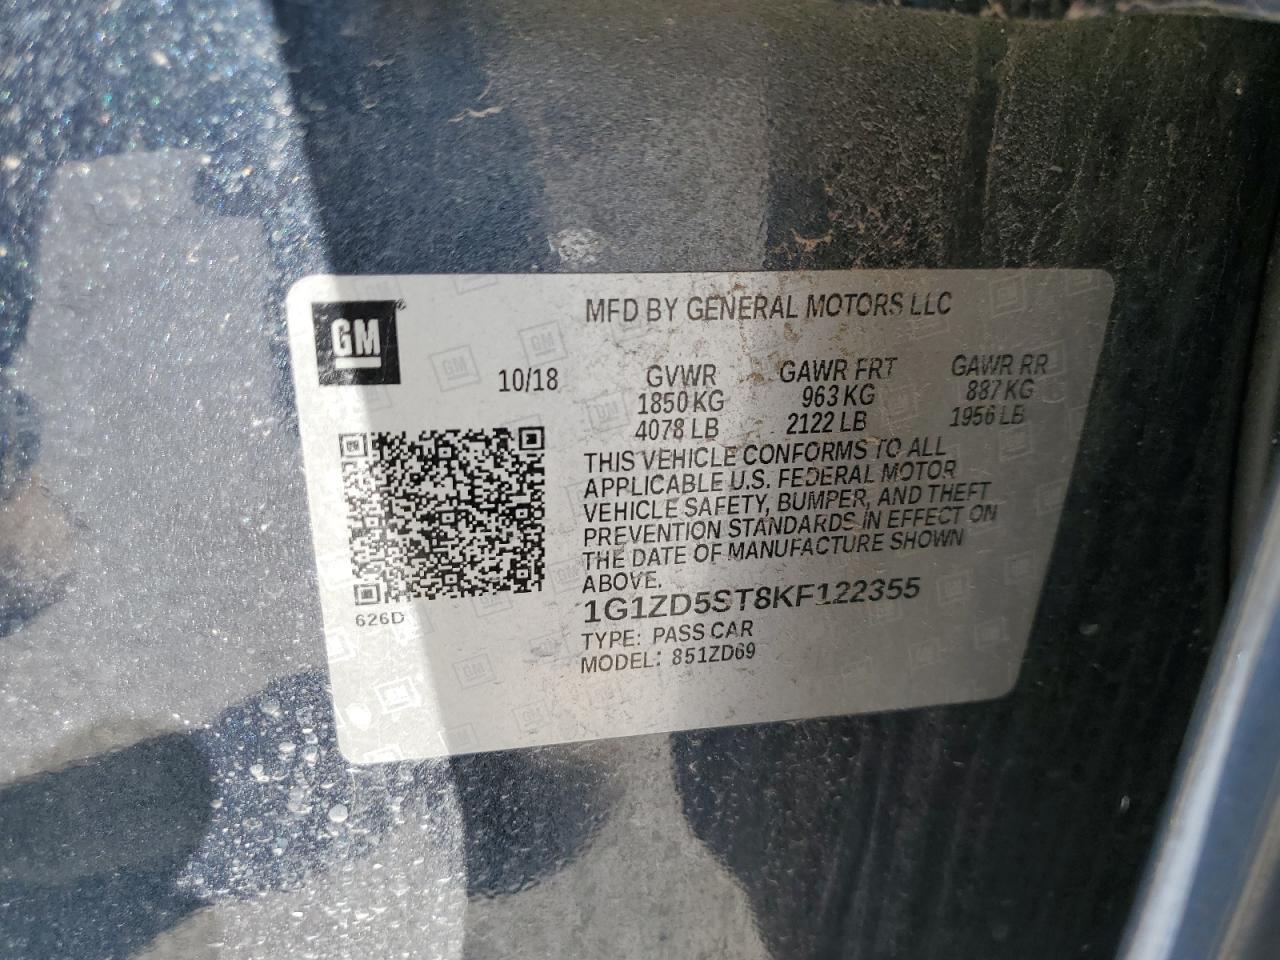 GM
MFD BY GENERAL MOTORS LLC
10/18
GVWR GAWR FRT GAWR RR
1850 KG 963 KG 887 KG
4078 LB 2122 LB 1956 LB
THIS VEHICLE CONFORMS TO ALL
APPLICABLE U.S. FEDERAL MOTOR
VEHICLE SAFETY, BUMPER, AND THEFT
PREVENTION STANDARDS IN EFFECT ON
THE DATE OF MANUFACTURE SHOWN
ABOVE.
1G1ZD5ST8KF122355
TYPE: PASS CAR
MODEL: 851ZD69
626D